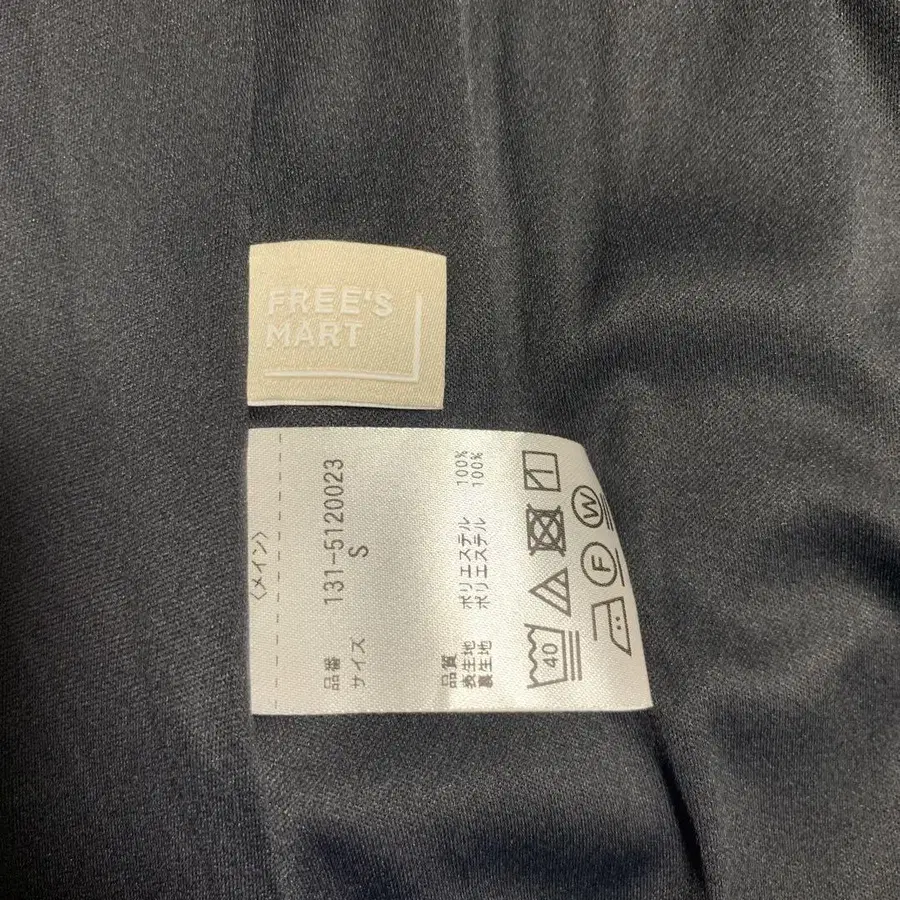 FREE'S
MART
〈メイン〉
品番 131-5120023
サイズ S
品質
表生地 ポリエステル 100%
裏生地 ポリエステル 100%
40
F
W